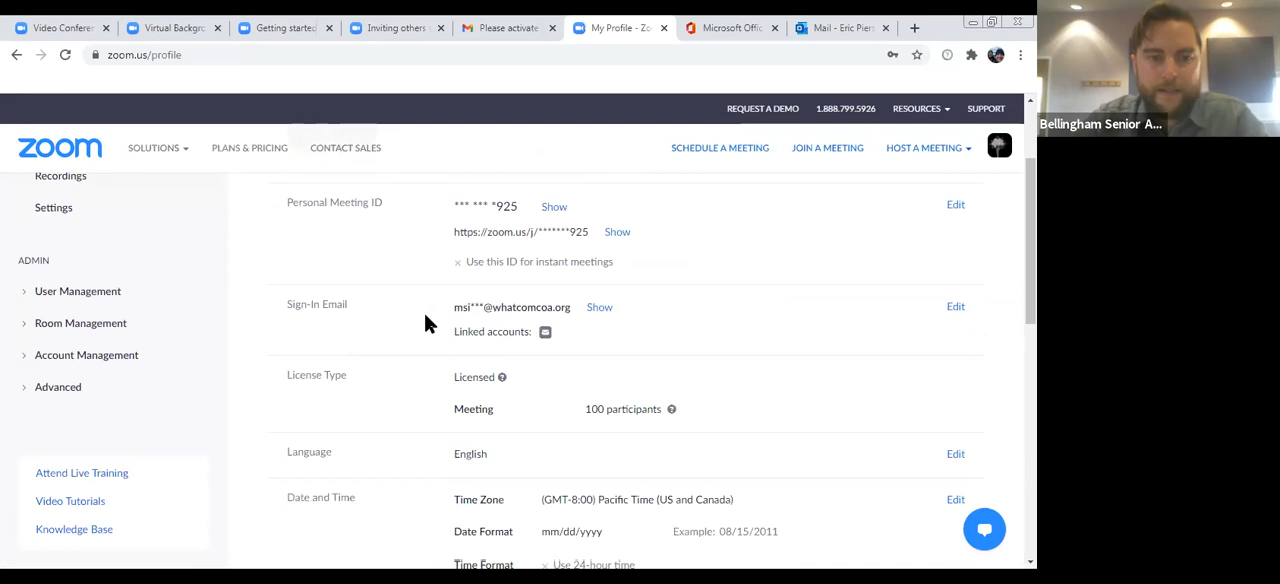 Video Conferen
Virtual Backgro
Getting started
Inviting others
Please activate
My Profile - Zo
Microsoft Offic
Mail - Eric Piers
zoom.us/profile
REQUEST A DEMO 1.888.799.5926 RESOURCES SUPPORT
zoom SOLUTIONS PLANS & PRICING CONTACT SALES SCHEDULE A MEETING JOIN A MEETING HOST A MEETING
Recordings
Settings
ADMIN
User Management
Room Management
Account Management
Advanced
Attend Live Training
Video Tutorials
Knowledge Base
Personal Meeting ID *** *** *925 Show Edit
https://zoom.us/j/*******925 Show
× Use this ID for instant meetings
Sign-In Email msi***@whatcomcoa.org Show Edit
Linked accounts:
License Type Licensed
Meeting 100 participants
Language English Edit
Date and Time Time Zone (GMT-8:00) Pacific Time (US and Canada) Edit
Date Format mm/dd/yyyy Example: 08/15/2011
Time Format × Use 24-hour time
Bellingham Senior A...